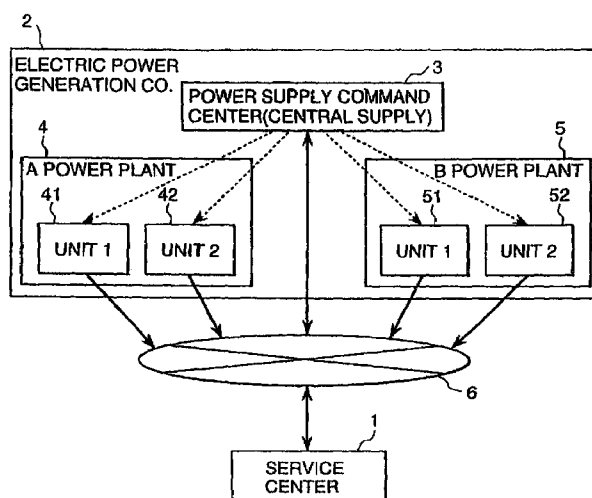 2
ELECTRIC POWER
GENERATION CO.
3
POWER SUPPLY COMMAND
CENTER(CENTRAL SUPPLY)
4
A POWER PLANT
41
UNIT 1
42
UNIT 2
5
B POWER PLANT
51
UNIT 1
52
UNIT 2
6
1
SERVICE
CENTER